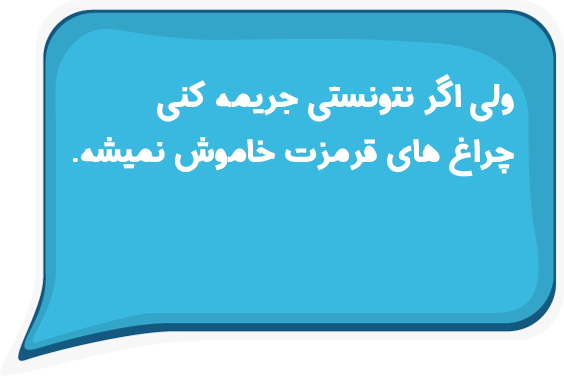 ولی اگر نتونستی جریمه کنی
چراغ های قرمزت خاموش نمیشه.